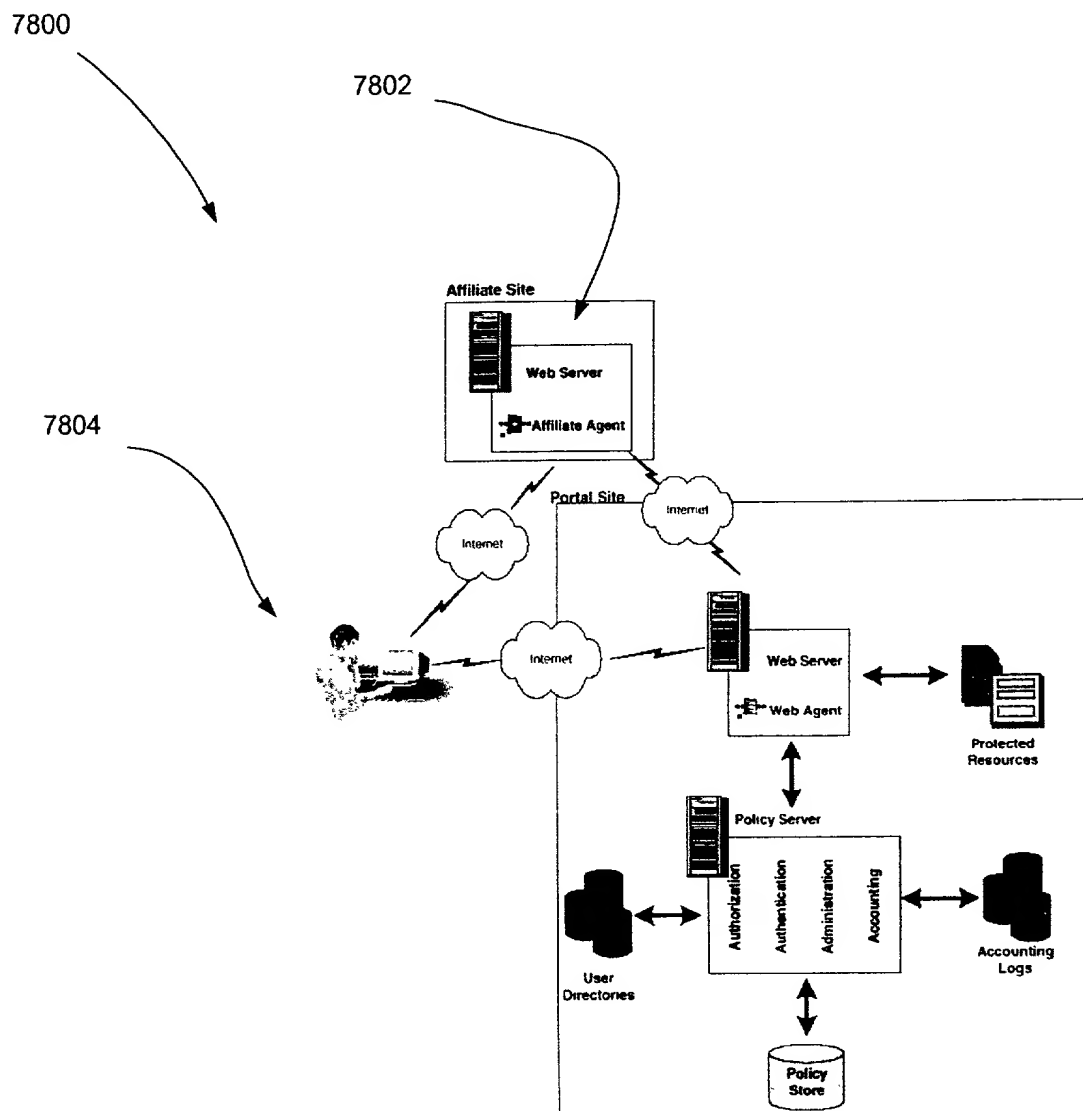 7800
7802
Affiliate Site
Web Server
Affiliate Agent
7804
Portal Site
Internet
Internet
Internet
Web Server
Web Agent
Protected
Resources
Policy Server
Authorization
Authentication
Administration
Accounting
User
Directories
Accounting
Logs
Policy
Store